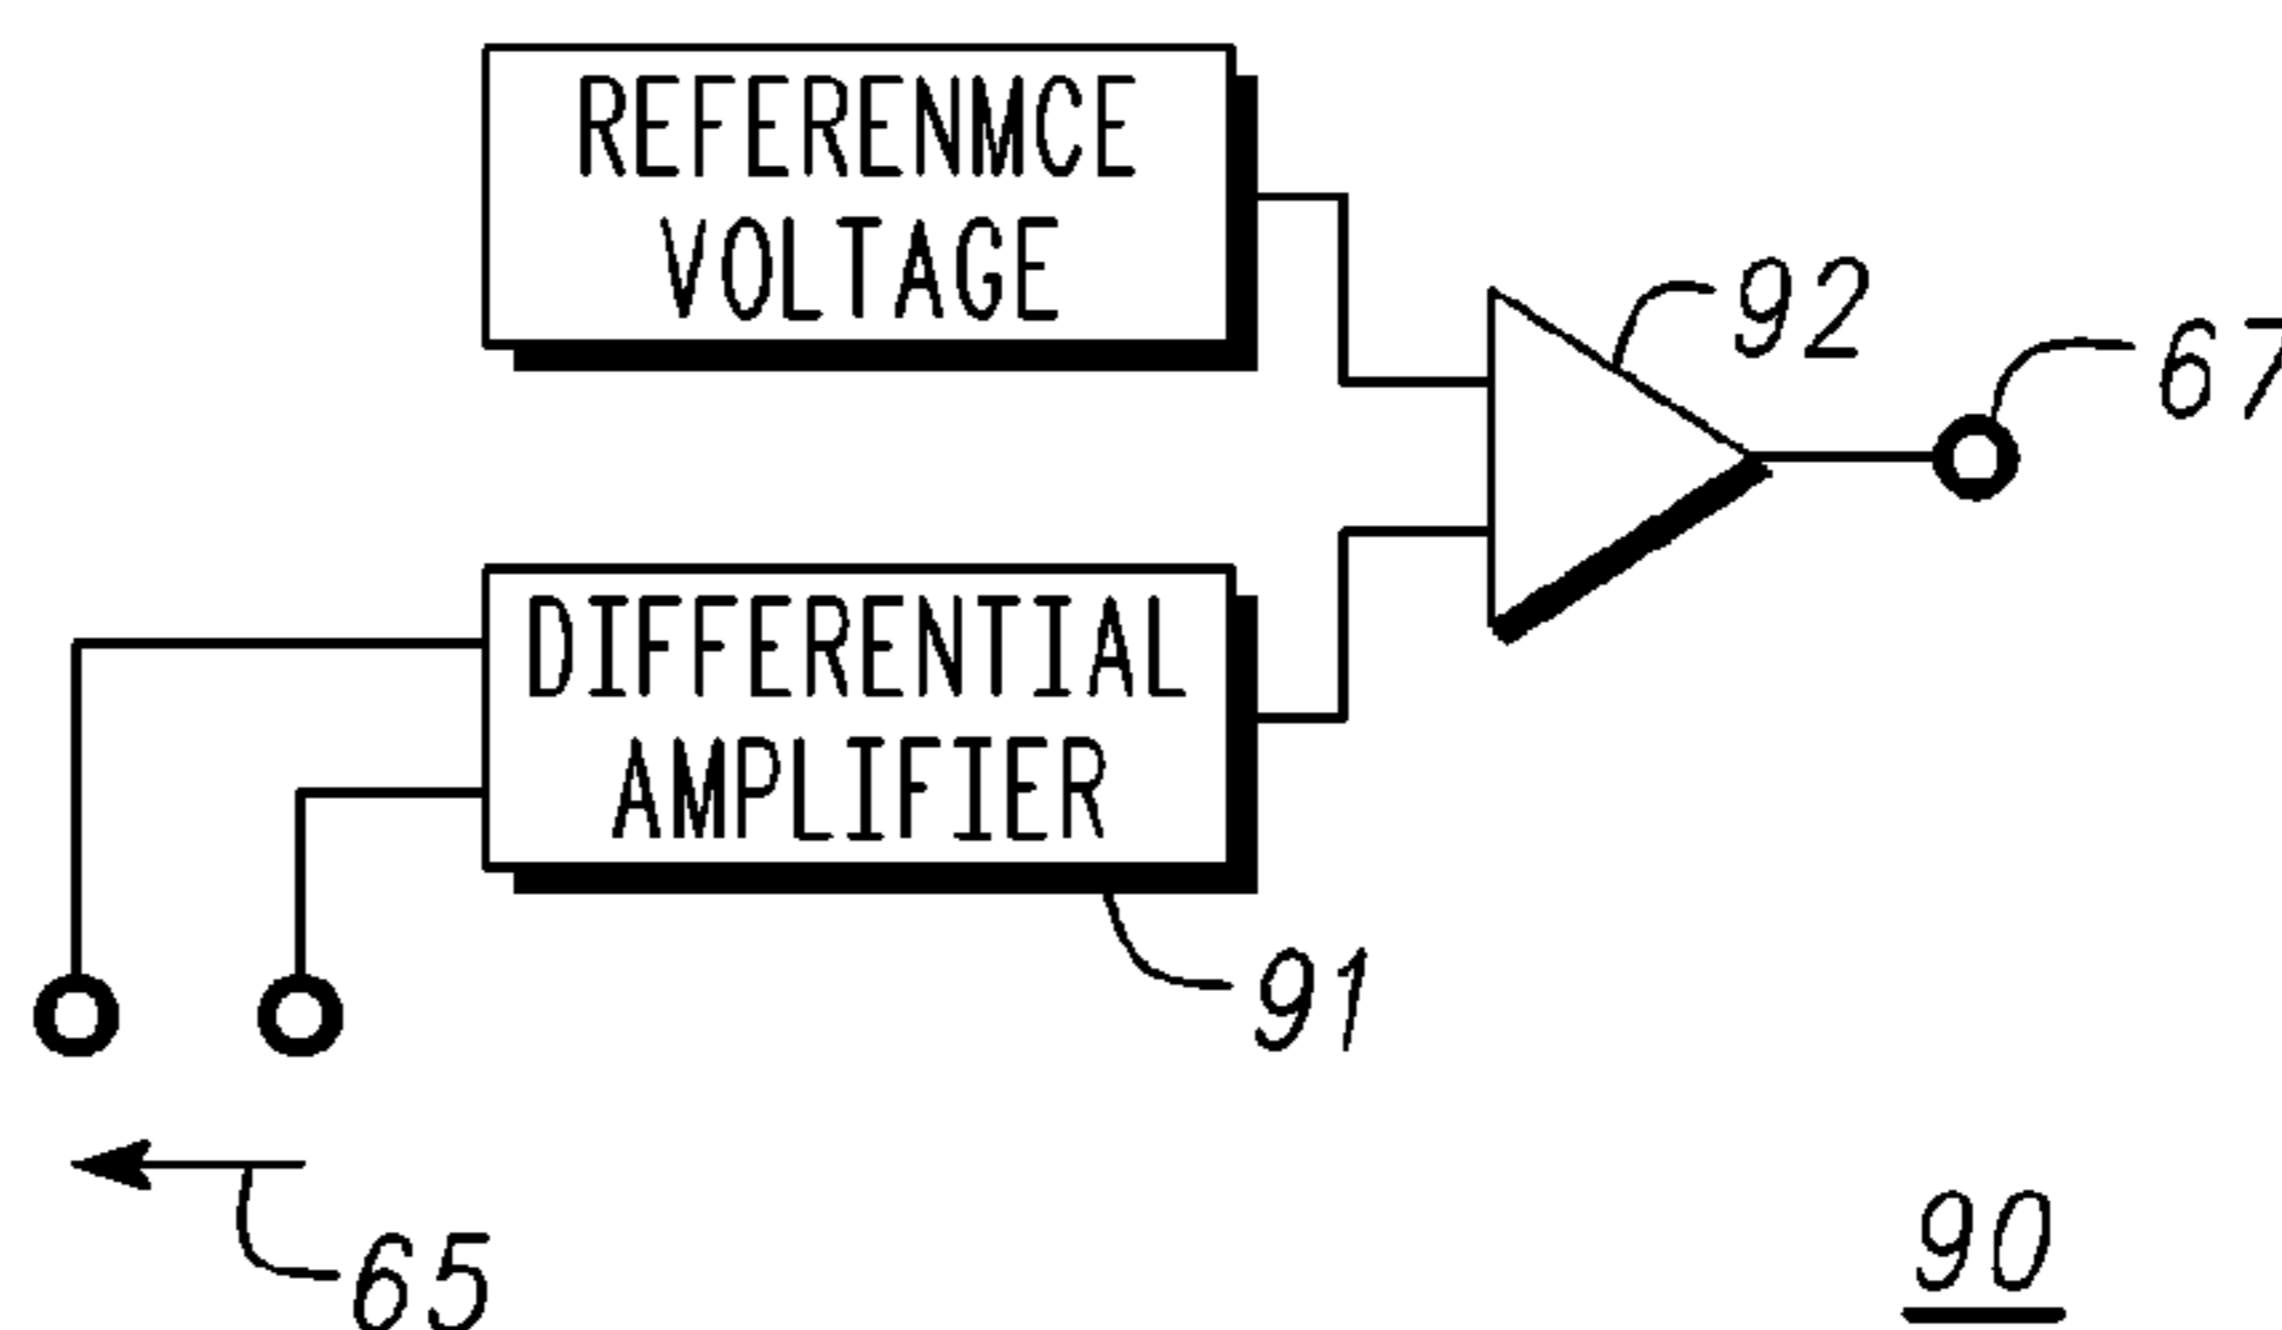 REFERENMCE
VOLTAGE
92
67
DIFFERENTIAL
AMPLIFIER
91
65
90